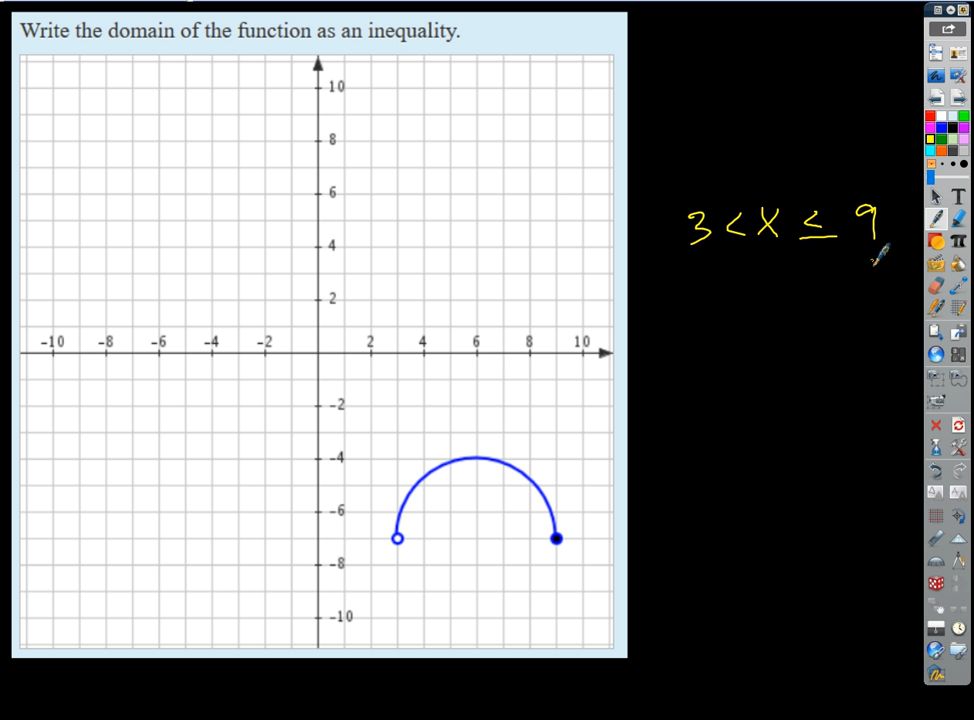 Write the domain of the function as an inequality.
10
8
6
4
2
-10 -8 -6 -4 -2 2 4 6 8 10
-2
-4
-6
-8
-10
3 < X ≤ 9
T
π